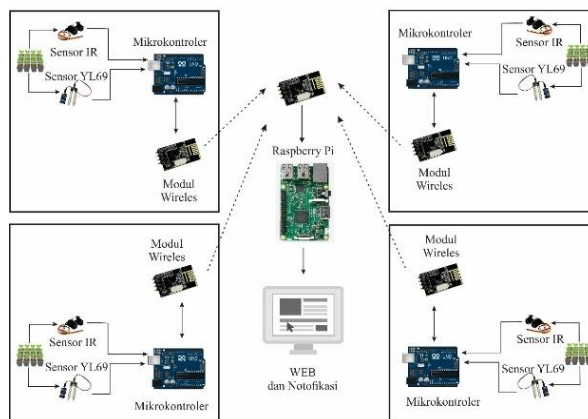 Mikrokontroler
Sensor IR
Sensor YL69
Modul
Wireles
Mikrokontroler
Sensor IR
Sensor YL69
Modul
Wireles
Raspberry Pi
WEB
dan Notofikasi
Modul
Wireles
Sensor IR
Sensor YL69
Mikrokontroler
Modul
Wireles
Sensor IR
Sensor YL69
Mikrokontroler